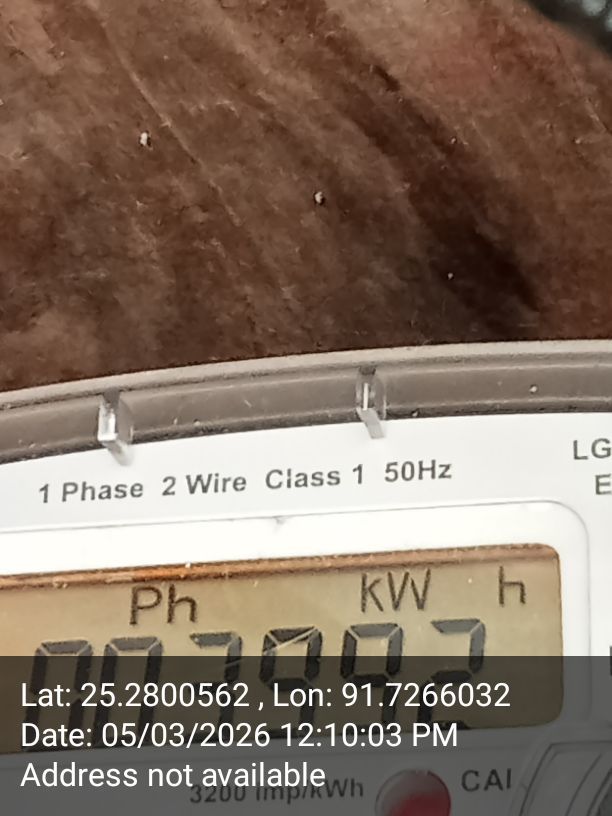 1 Phase 2 Wire Class 1 50Hz
LG
E
Ph kW h
Lat: 25.2800562 , Lon: 91.7266032
Date: 05/03/2026 12:10:03 PM
Address not available
3200 imp/kWh
CAI